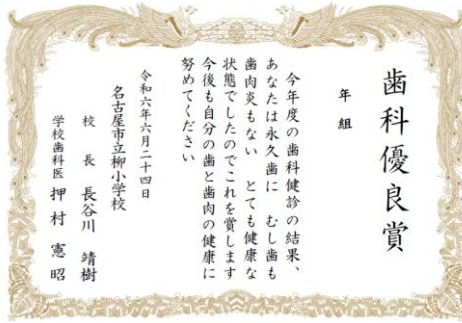 歯科優良賞
年 組
今年度の歯科健診の結果、
あなたは永久歯に むし歯も
歯肉炎もない とても健康な
状態でしたのでこれを賞します
今後も自分の歯と歯肉の健康に
努めてください
令和六年六月二十四日
名古屋市立柳小学校
校 長 長谷川 靖樹
学校歯科医 押村 憲昭